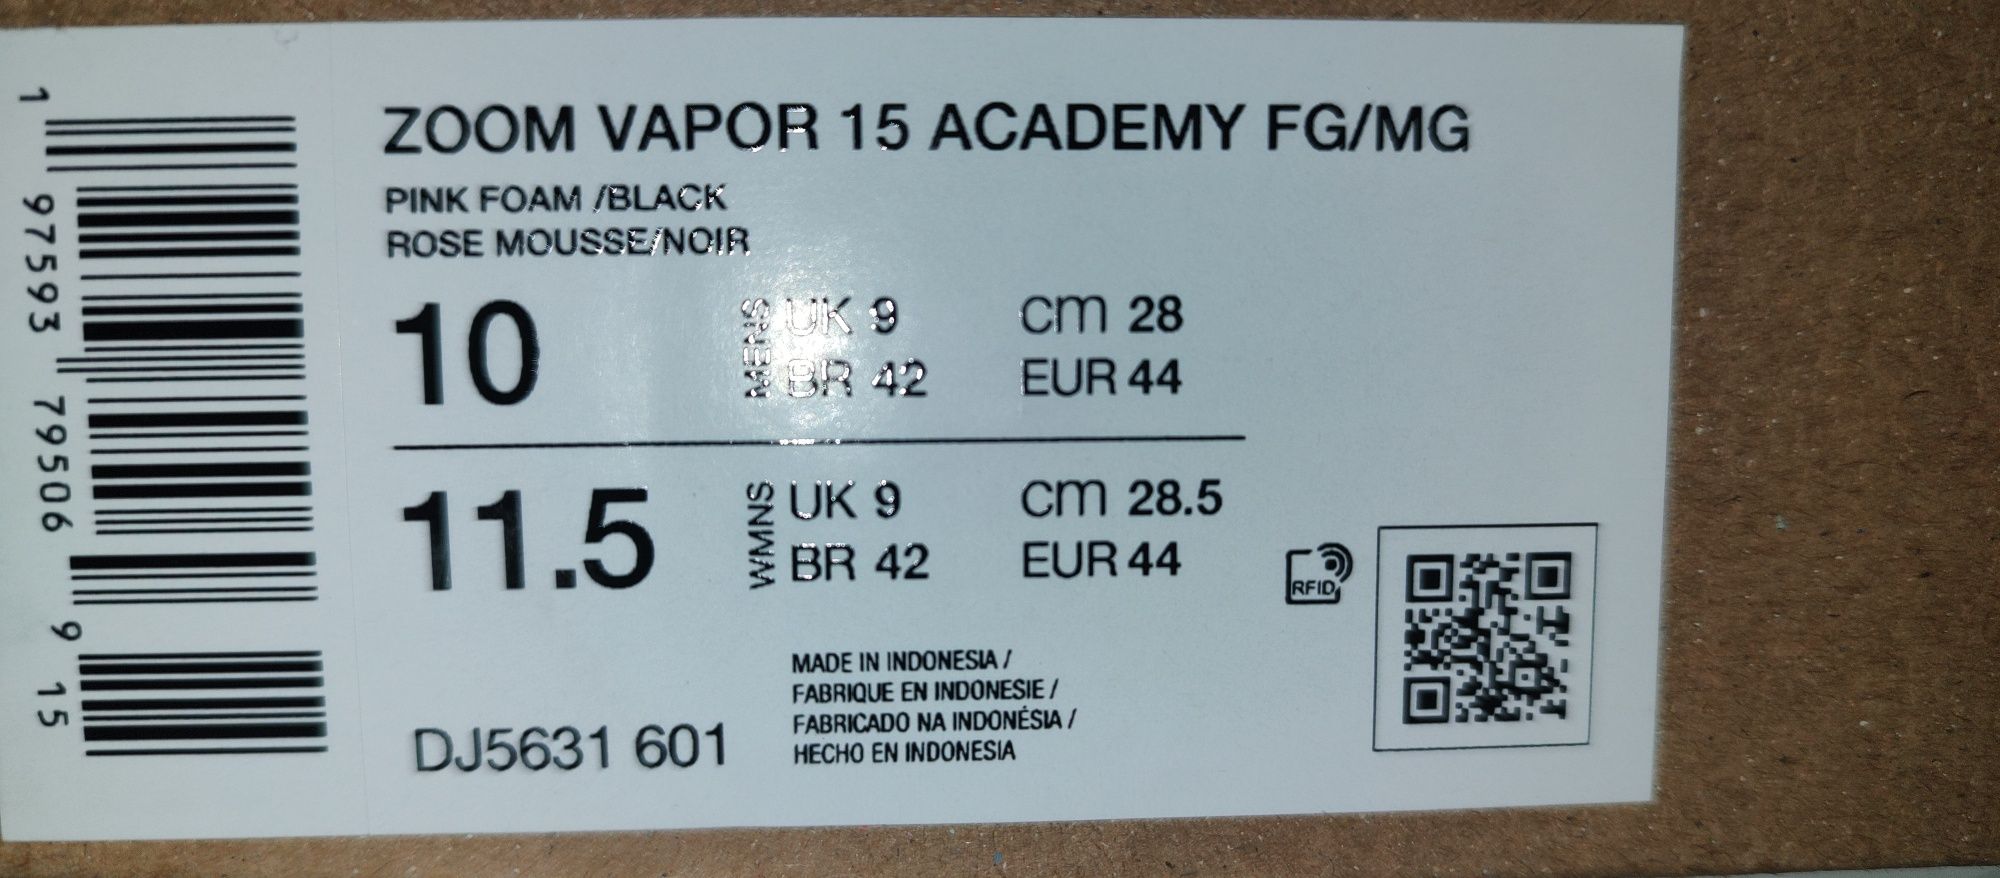 1 97593 79506 9 15
ZOOM VAPOR 15 ACADEMY FG/MG
PINK FOAM /BLACK
ROSE MOUSSE/NOIR
10 MENS UK 9 cm 28
BR 42 EUR 44
11.5 WMNS UK 9 cm 28.5
BR 42 EUR 44
RFID
MADE IN INDONESIA /
FABRIQUE EN INDONESIE /
FABRICADO NA INDONÉSIA /
HECHO EN INDONESIA
DJ5631 601